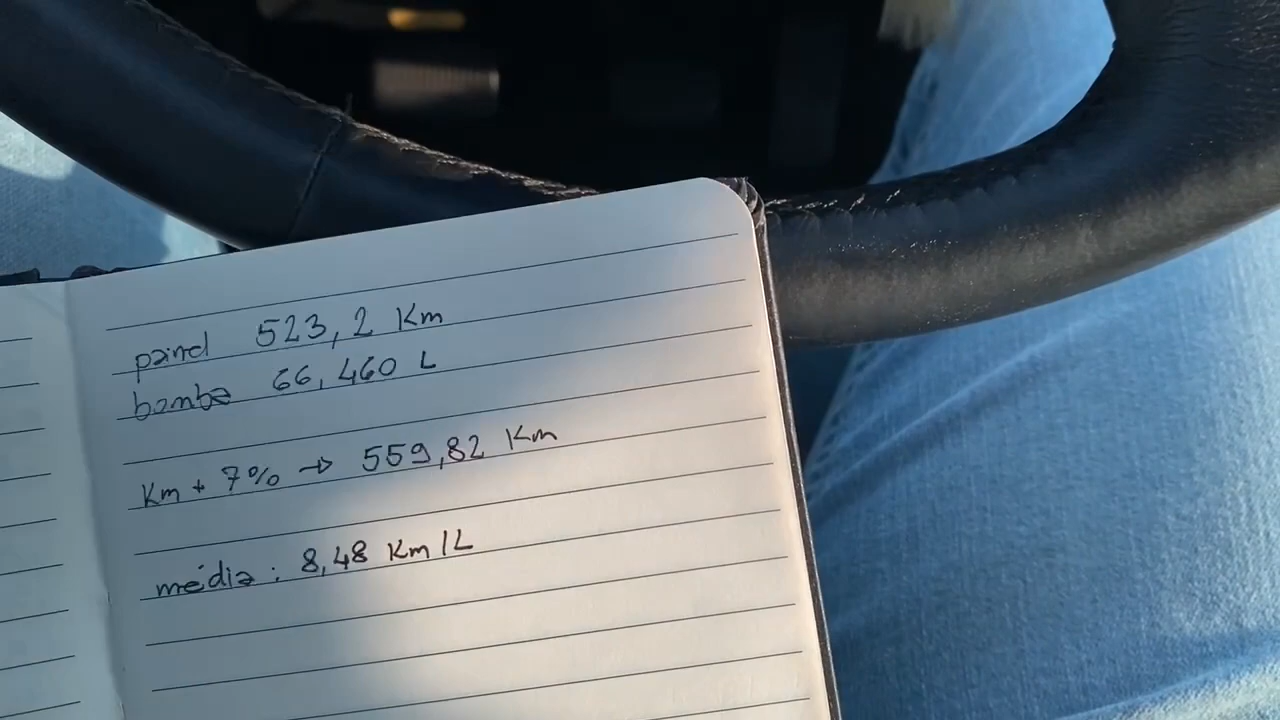 painel 523,2 Km
bomba 66,460 L
Km + 7% → 559,82 Km
média : 8,48 Km/L